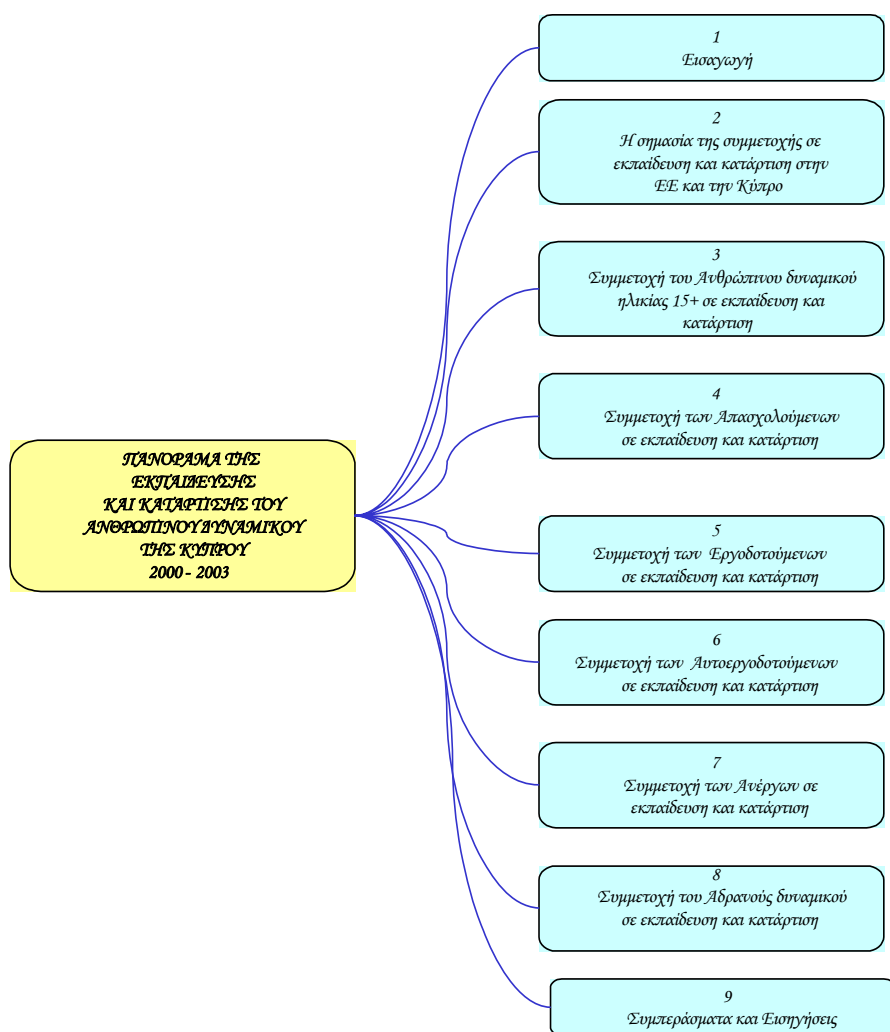 ΠΑΝΟΡΑΜΑ ΤΗΣ
ΕΚΠΑΙΔΕΥΣΗΣ
ΚΑΙ ΚΑΤΑΡΤΙΣΗΣ ΤΟΥ
ΑΝΘΡΩΠΙΝΟΥ ΔΥΝΑΜΙΚΟΥ
ΤΗΣ ΚΥΠΡΟΥ
2000 - 2003
1
Εισαγωγή
2
Η σημασία της συμμετοχής σε
εκπαίδευση και κατάρτιση στην
ΕΕ και την Κύπρο
3
Συμμετοχή του Ανθρώπινου δυναμικού
ηλικίας 15+ σε εκπαίδευση και
κατάρτιση
4
Συμμετοχή των Απασχολούμενων
σε εκπαίδευση και κατάρτιση
5
Συμμετοχή των Εργοδοτούμενων
σε εκπαίδευση και κατάρτιση
6
Συμμετοχή των Αυτοεργοδοτούμενων
σε εκπαίδευση και κατάρτιση
7
Συμμετοχή των Ανέργων σε
εκπαίδευση και κατάρτιση
8
Συμμετοχή του Αδρανούς δυναμικού
σε εκπαίδευση και κατάρτιση
9
Συμπεράσματα και Εισηγήσεις